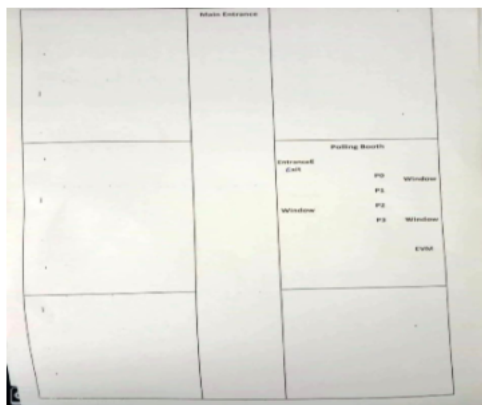 Main Entrance
Polling Booth
Entrance&
Exit
P0
Window
P1
P2
Window
P3
Window
EVM